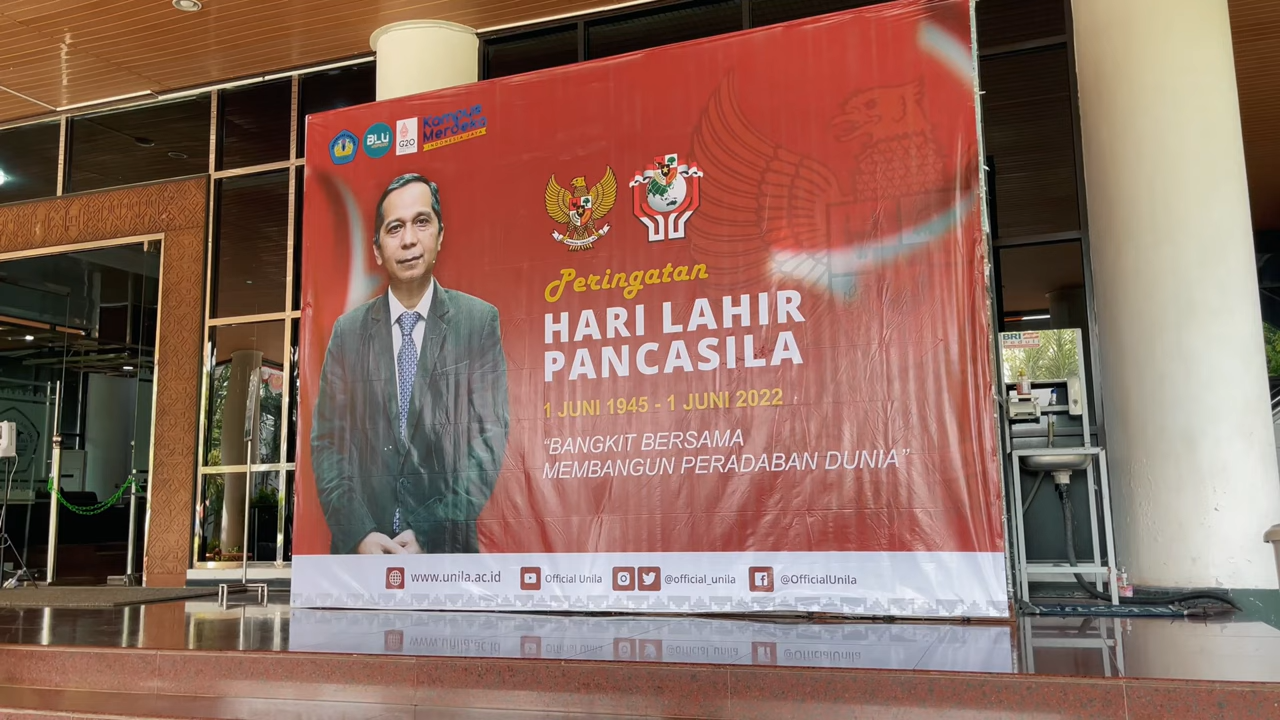 BLU
G20
Kampus
Merdeka
INDONESIA JAYA
Peringatan
HARI LAHIR
PANCASILA
1 JUNI 1945 - 1 JUNI 2022
“BANGKIT BERSAMA
MEMBANGUN PERADABAN DUNIA”
www.unila.ac.id
Official Unila
@official_unila
@OfficialUnila
BRI